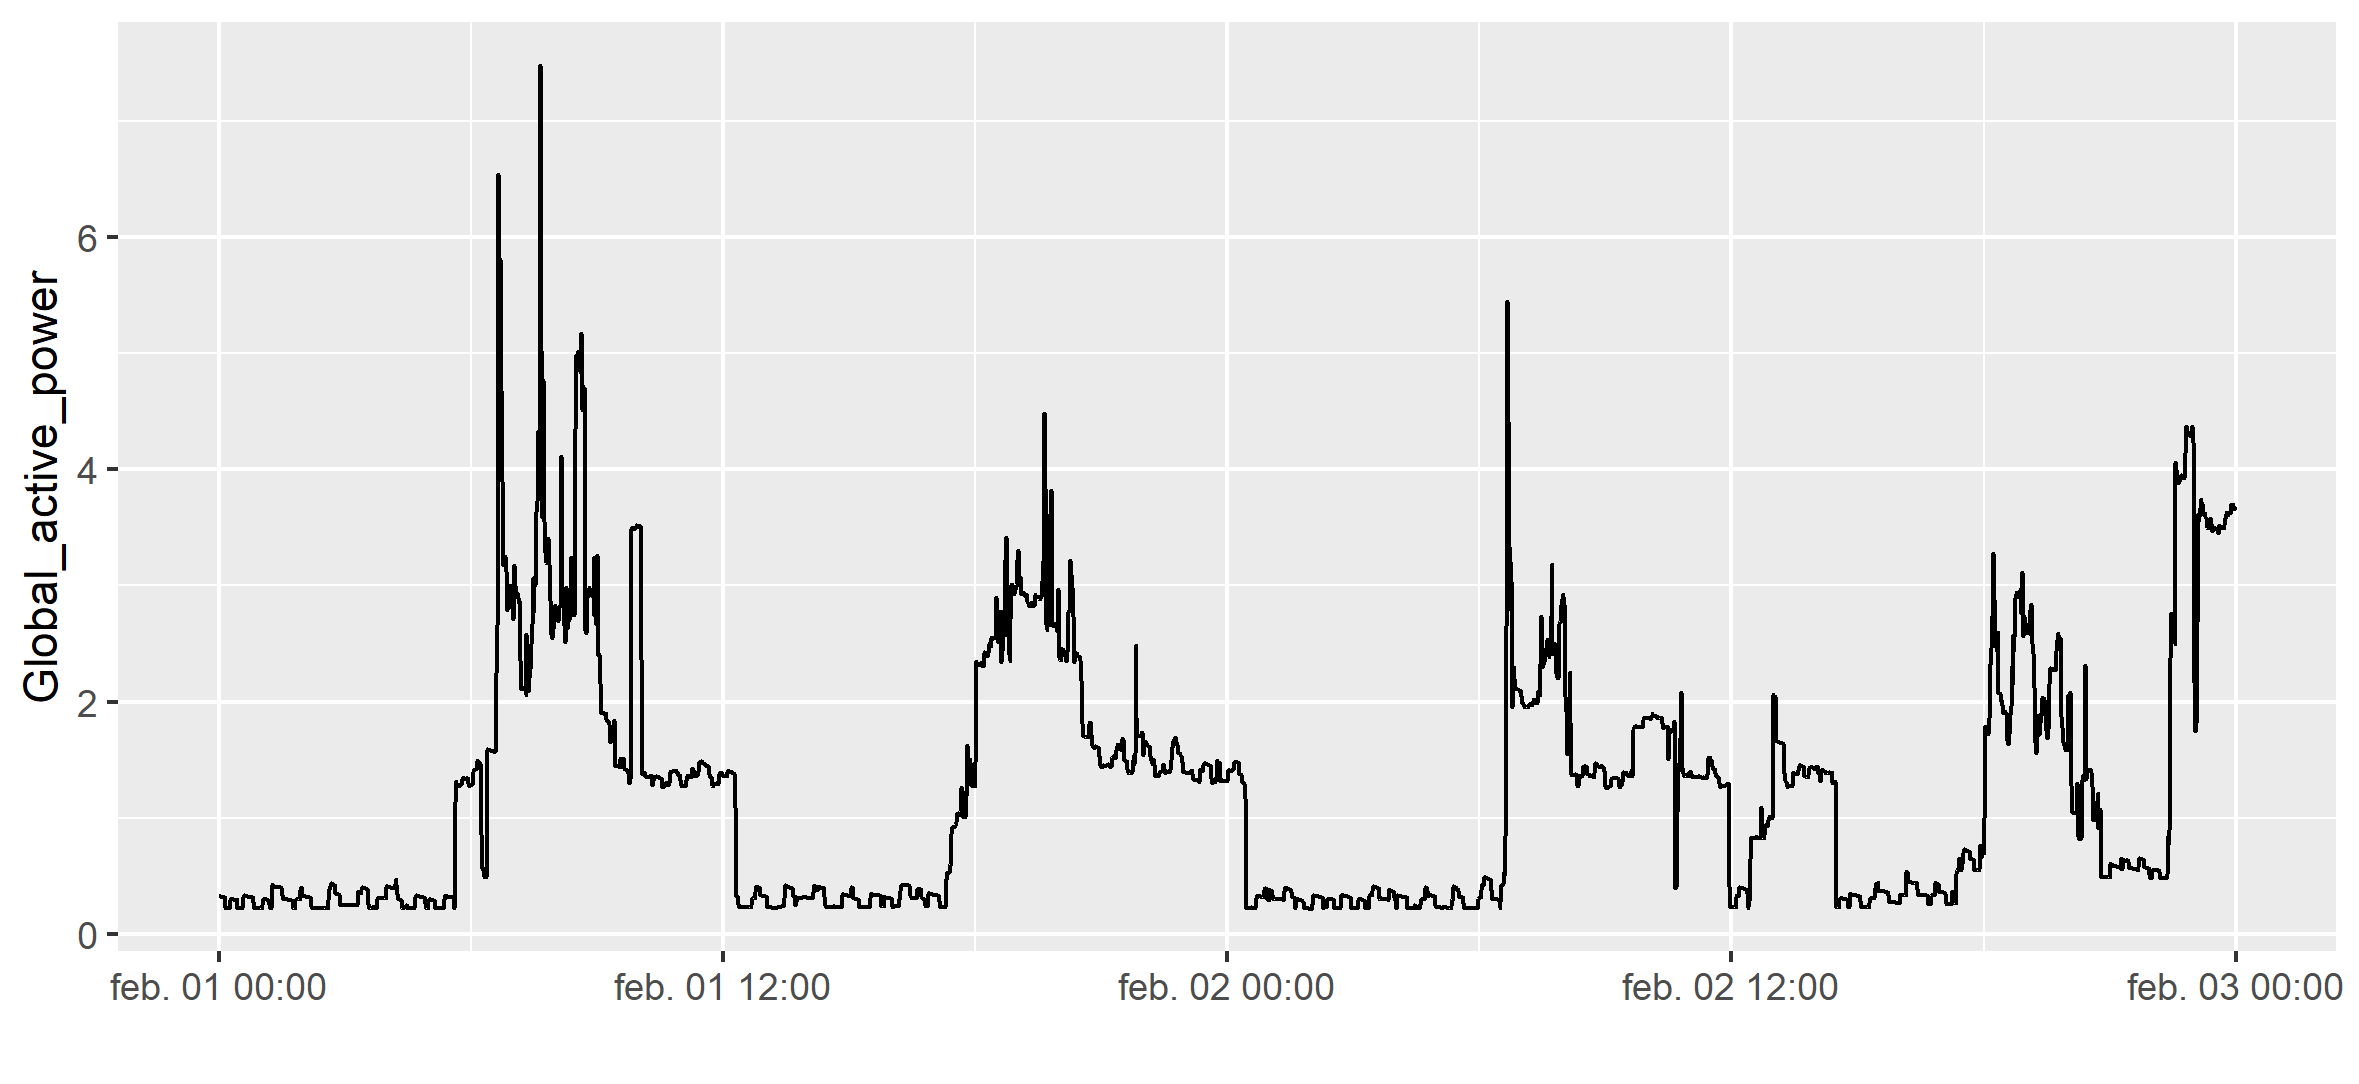 Global_active_power
6
4
2
0
feb. 01 00:00
feb. 01 12:00
feb. 02 00:00
feb. 02 12:00
feb. 03 00:00